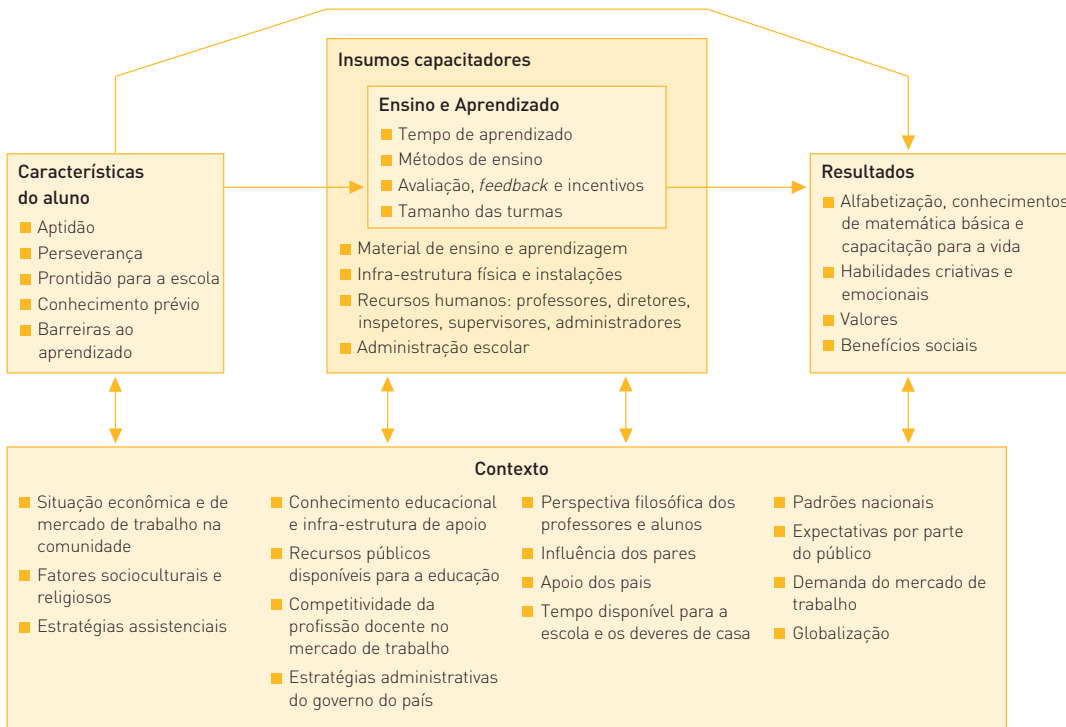 Insumos capacitadores
Ensino e Aprendizado
Tempo de aprendizado
Métodos de ensino
Avaliação, feedback e incentivos
Tamanho das turmas
Material de ensino e aprendizagem
Infra-estrutura física e instalações
Recursos humanos: professores, diretores,
inspetores, supervisores, administradores
Administração escolar
Características
do aluno
Aptidão
Perseverança
Prontidão para a escola
Conhecimento prévio
Barreiras ao
aprendizado
Resultados
Alfabetização, conhecimentos
de matemática básica e
capacitação para a vida
Habilidades criativas e
emocionais
Valores
Benefícios sociais
Contexto
Situação econômica e de
mercado de trabalho na
comunidade
Fatores socioculturais e
religiosos
Estratégias assistenciais
Conhecimento educacional
e infra-estrutura de apoio
Recursos públicos
disponíveis para a educação
Competitividade da
profissão docente no
mercado de trabalho
Estratégias administrativas
do governo do país
Perspectiva filosófica dos
professores e alunos
Influência dos pares
Apoio dos pais
Tempo disponível para a
escola e os deveres de casa
Padrões nacionais
Expectativas por parte
do público
Demanda do mercado de
trabalho
Globalização